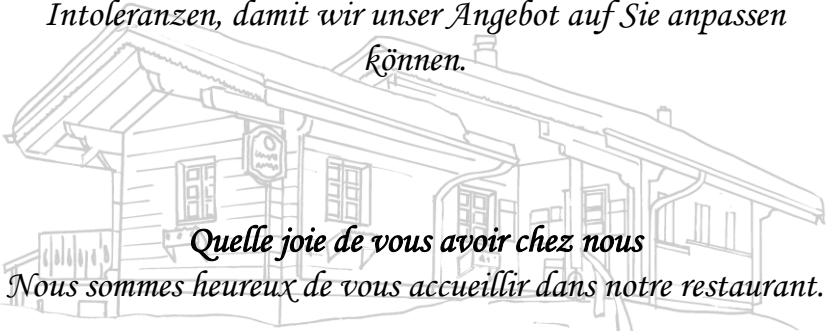 Intoleranzen, damit wir unser Angebot auf Sie anpassen
können.
Quelle joie de vous avoir chez nous
Nous sommes heureux de vous accueillir dans notre restaurant.